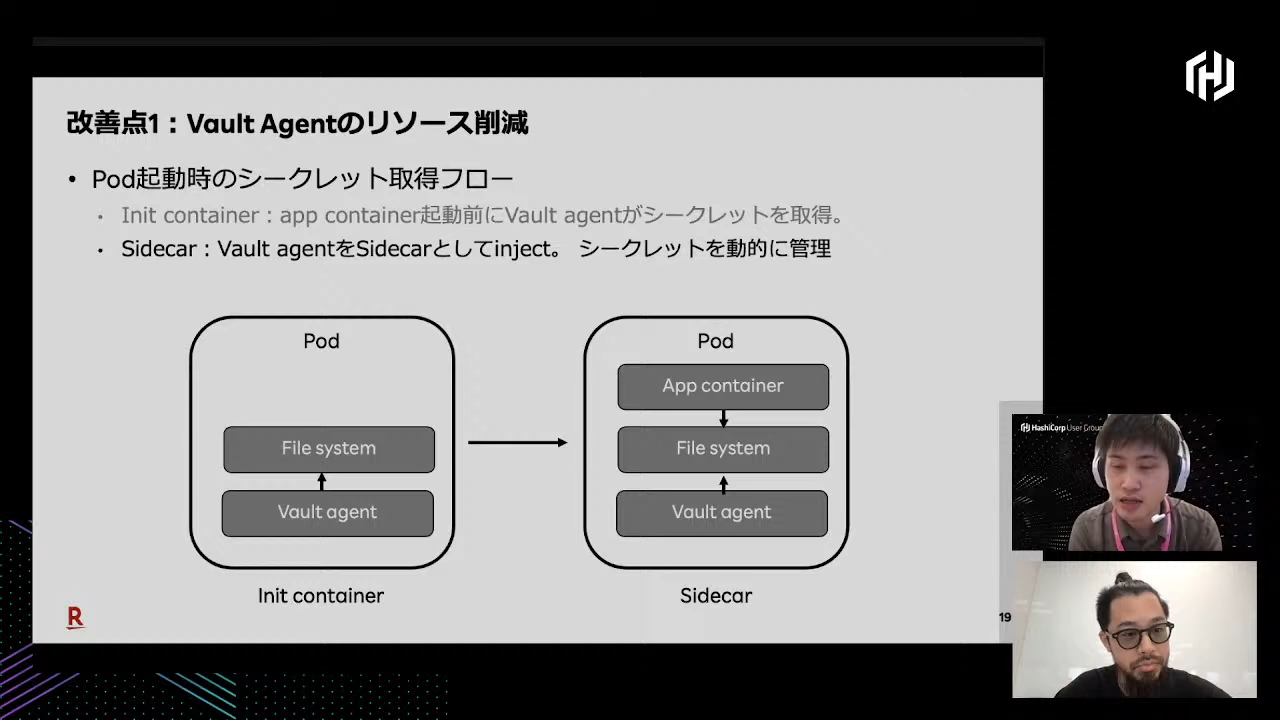 改善点1：Vault Agentのリソース削減
• Pod起動時のシークレット取得フロー
• Init container：app container起動前にVault agentがシークレットを取得。
• Sidecar：Vault agentをSidecarとしてinject。 シークレットを動的に管理
Pod
File system
Vault agent
Init container
Pod
App container
File system
Vault agent
Sidecar
R
19
HashiCorp User Group